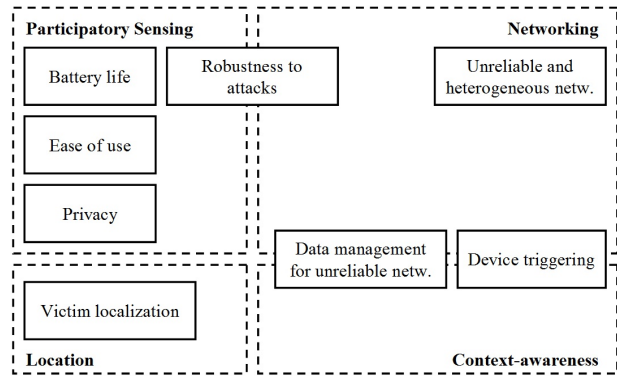 Participatory Sensing
Networking
Battery life
Robustness to
attacks
Unreliable and
heterogeneous netw.
Ease of use
Privacy
Data management
for unreliable netw.
Device triggering
Victim localization
Location
Context-awareness